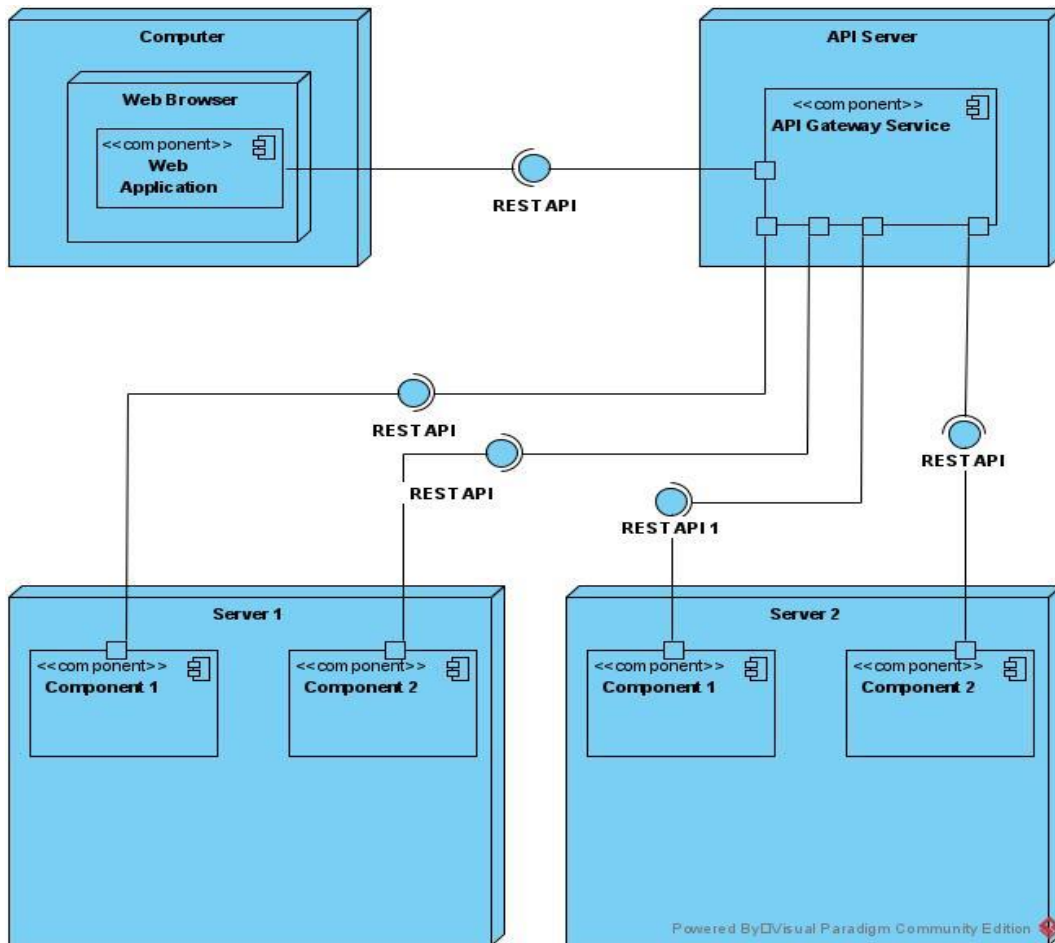 Computer
API Server
Web Browser
<<component>>
API Gateway Service
<<component>>
Web
Application
REST API
REST API
REST API
REST API
REST API 1
Server 1
Server 2
<<component>>
Component 1
<<component>>
Component 2
<<component>>
Component 1
<<component>>
Component 2
Powered By□Visual Paradigm Community Edition